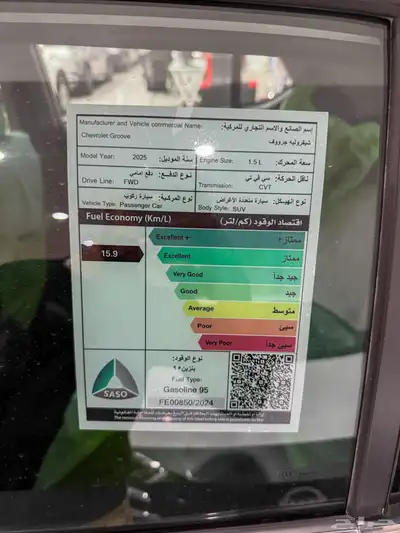 Manufacturer and Vehicle commercial Name: إسم الصانع والاسم التجاري للمركبة:
Chevrolet Groove شيفروليه جرووف
Model Year: 2025 سنة الموديل: Engine Size: 1.5 L سعة المحرك:
Drive Line: FWD نوع الدفع: دفع إمامي
Transmission: CVT ناقل الحركة: سي في تي
Vehicle Type: Passenger Car نوع المركبة: سيارة ركوب
Body Style: SUV نوع الهيكل: سيارة متعددة الأغراض
Fuel Economy (Km/L) اقتصاد الوقود (كم/لتر)
15.9
Excellent + ممتاز+
Excellent ممتاز
Very Good جيد جداً
Good جيد
Average متوسط
Poor سيئ
Very Poor سيئ جداً
نوع الوقود:
بنزين ٩٥
Fuel Type:
Gasoline 95
FE00850/2024
SASO
حراج